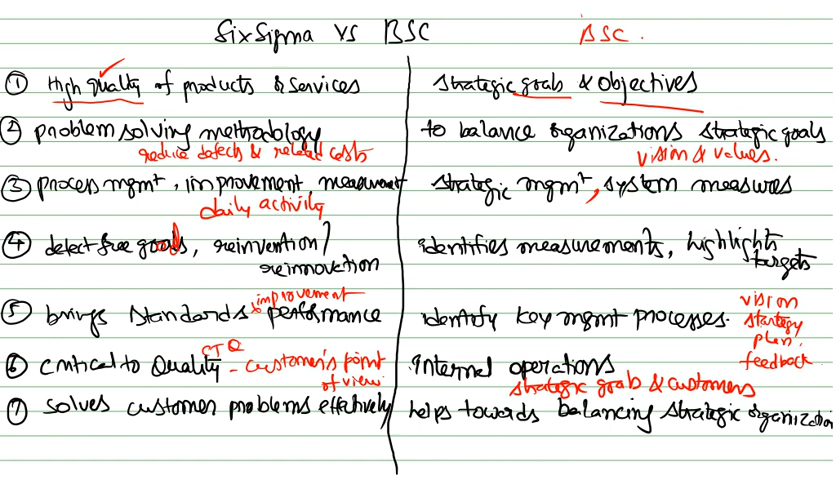 SixSigma vs BSC BSC.
① High quality of products & services strategic goals & objectives
② problem solving methodology to balance organizations strategic goals
reduce defects & related costs vision & values.
③ process mgmt, improvement, measurement strategic mgmt, system measures
daily activity
④ defect free goods, reinvention/ identifies measurements, highlights
reinnovation targets
⑤ brings standards & improvement performance identify key mgmt processes. vision
strategy
plan.
feedback
⑥ critical to Quality CTQ - customer's point internal operations
of view strategic goals & customers
⑦ solves customer problems effectively helps towards balancing strategic organization